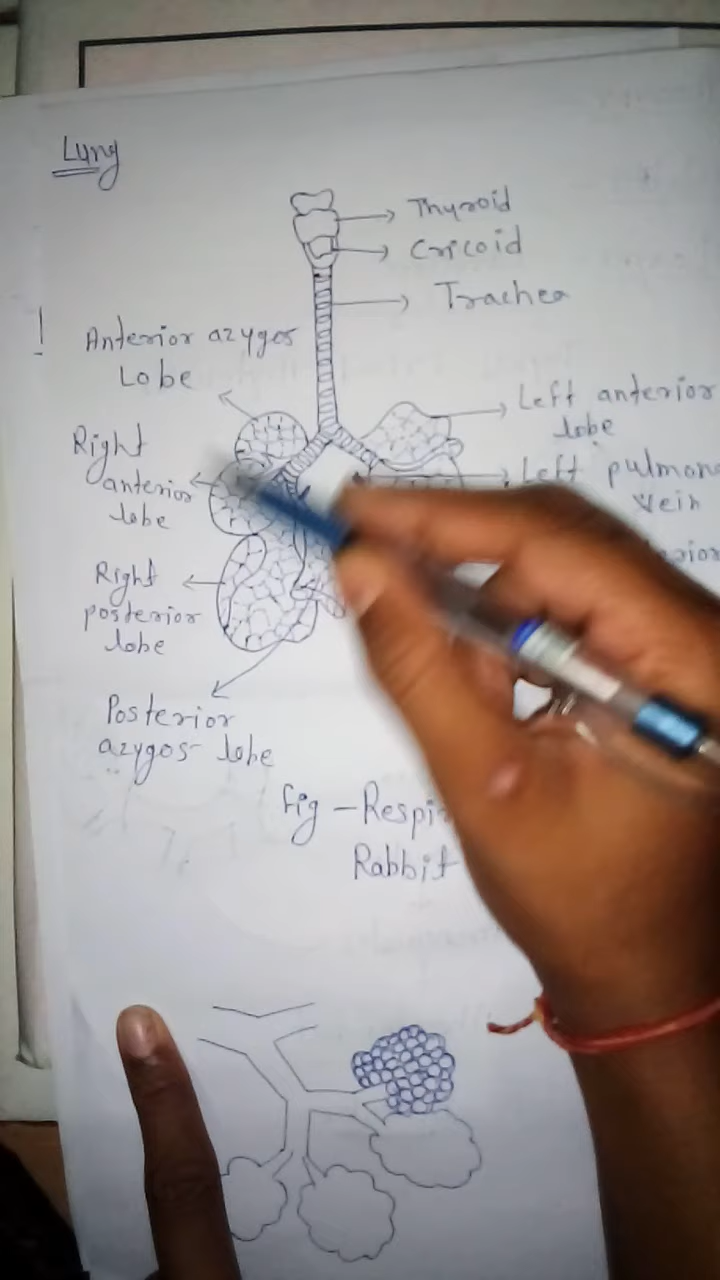 Lung
Thyroid
Cricoid
Trachea
Anterior azygos
Lobe
Left anterior
lobe
Right
anterior
lobe
Left
vein
Right
posterior
lobe
Posterior
azygos lobe
Fig -
Rabbit